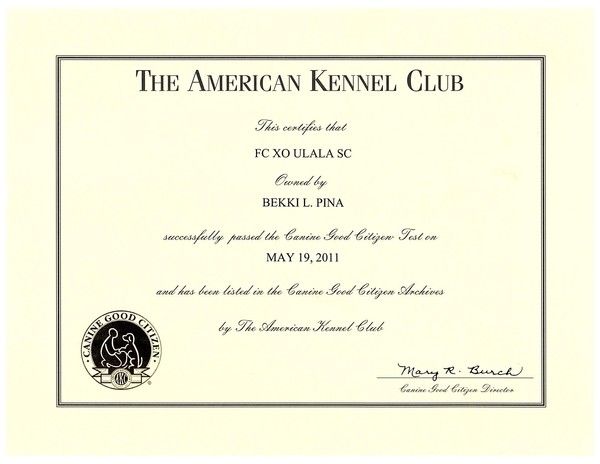 THE AMERICAN KENNEL CLUB
This certifies that
FC XO ULALA SC
Owned by
BEKKI L. PINA
successfully passed the Canine Good Citizen Test on
MAY 19, 2011
and has been listed in the Canine Good Citizen Archives
by The American Kennel Club
CANINE GOOD CITIZEN
AKC
®
Mary R. Burch
Canine Good Citizen Director